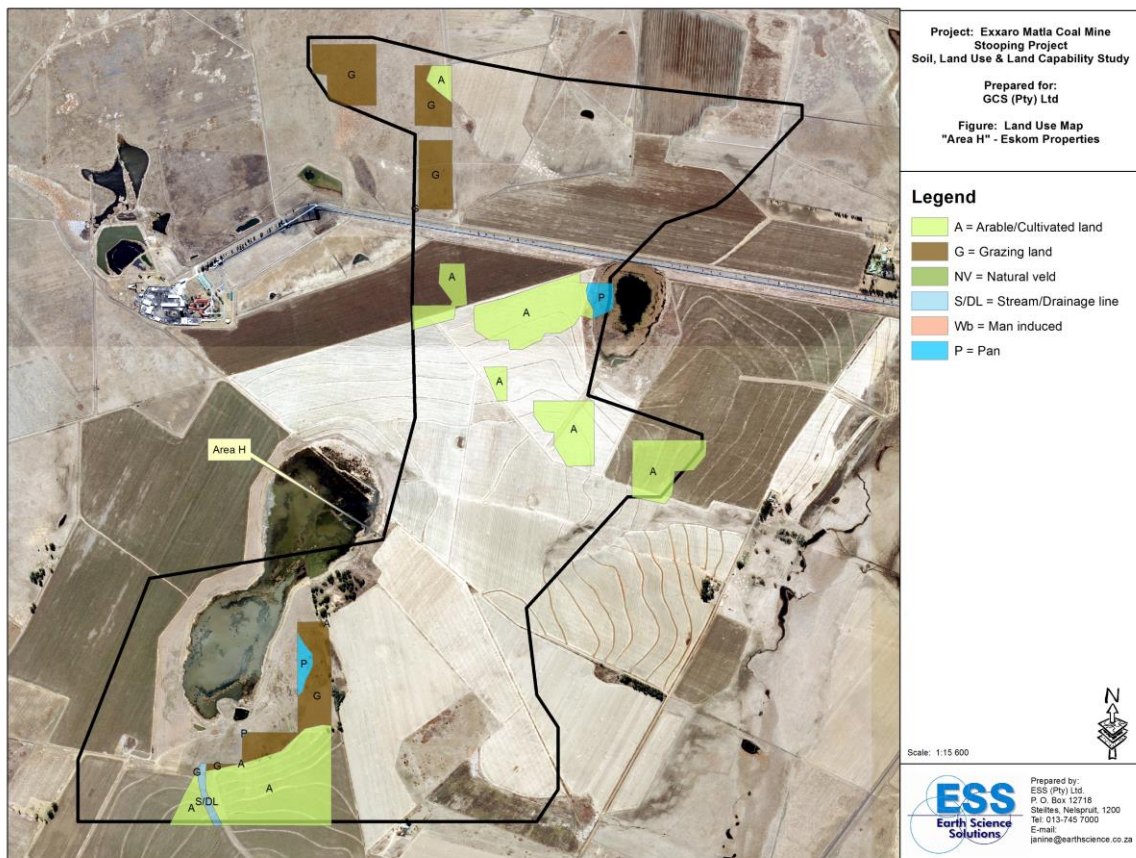 Project: Exxaro Matla Coal Mine
Stooping Project
Soil, Land Use & Land Capability Study
Prepared for:
GCS (Pty) Ltd
Figure: Land Use Map
"Area H" - Eskom Properties
Legend
A = Arable/Cultivated land
G = Grazing land
NV = Natural veld
S/DL = Stream/Drainage line
Wb = Man induced
P = Pan
G
A
G
G
G
A
A
P
A
A
A
Area H
A
P
G
P
A
G
G
A
A
S/DL
N
Scale: 1:15 600
ESS
Earth Science
Solutions
Prepared by:
ESS (Pty) Ltd.
P. O. Box 12718
Steiltes, Nelspruit, 1200
Tel: 013-745 7000
E-mail:
janine@earthscience.co.za